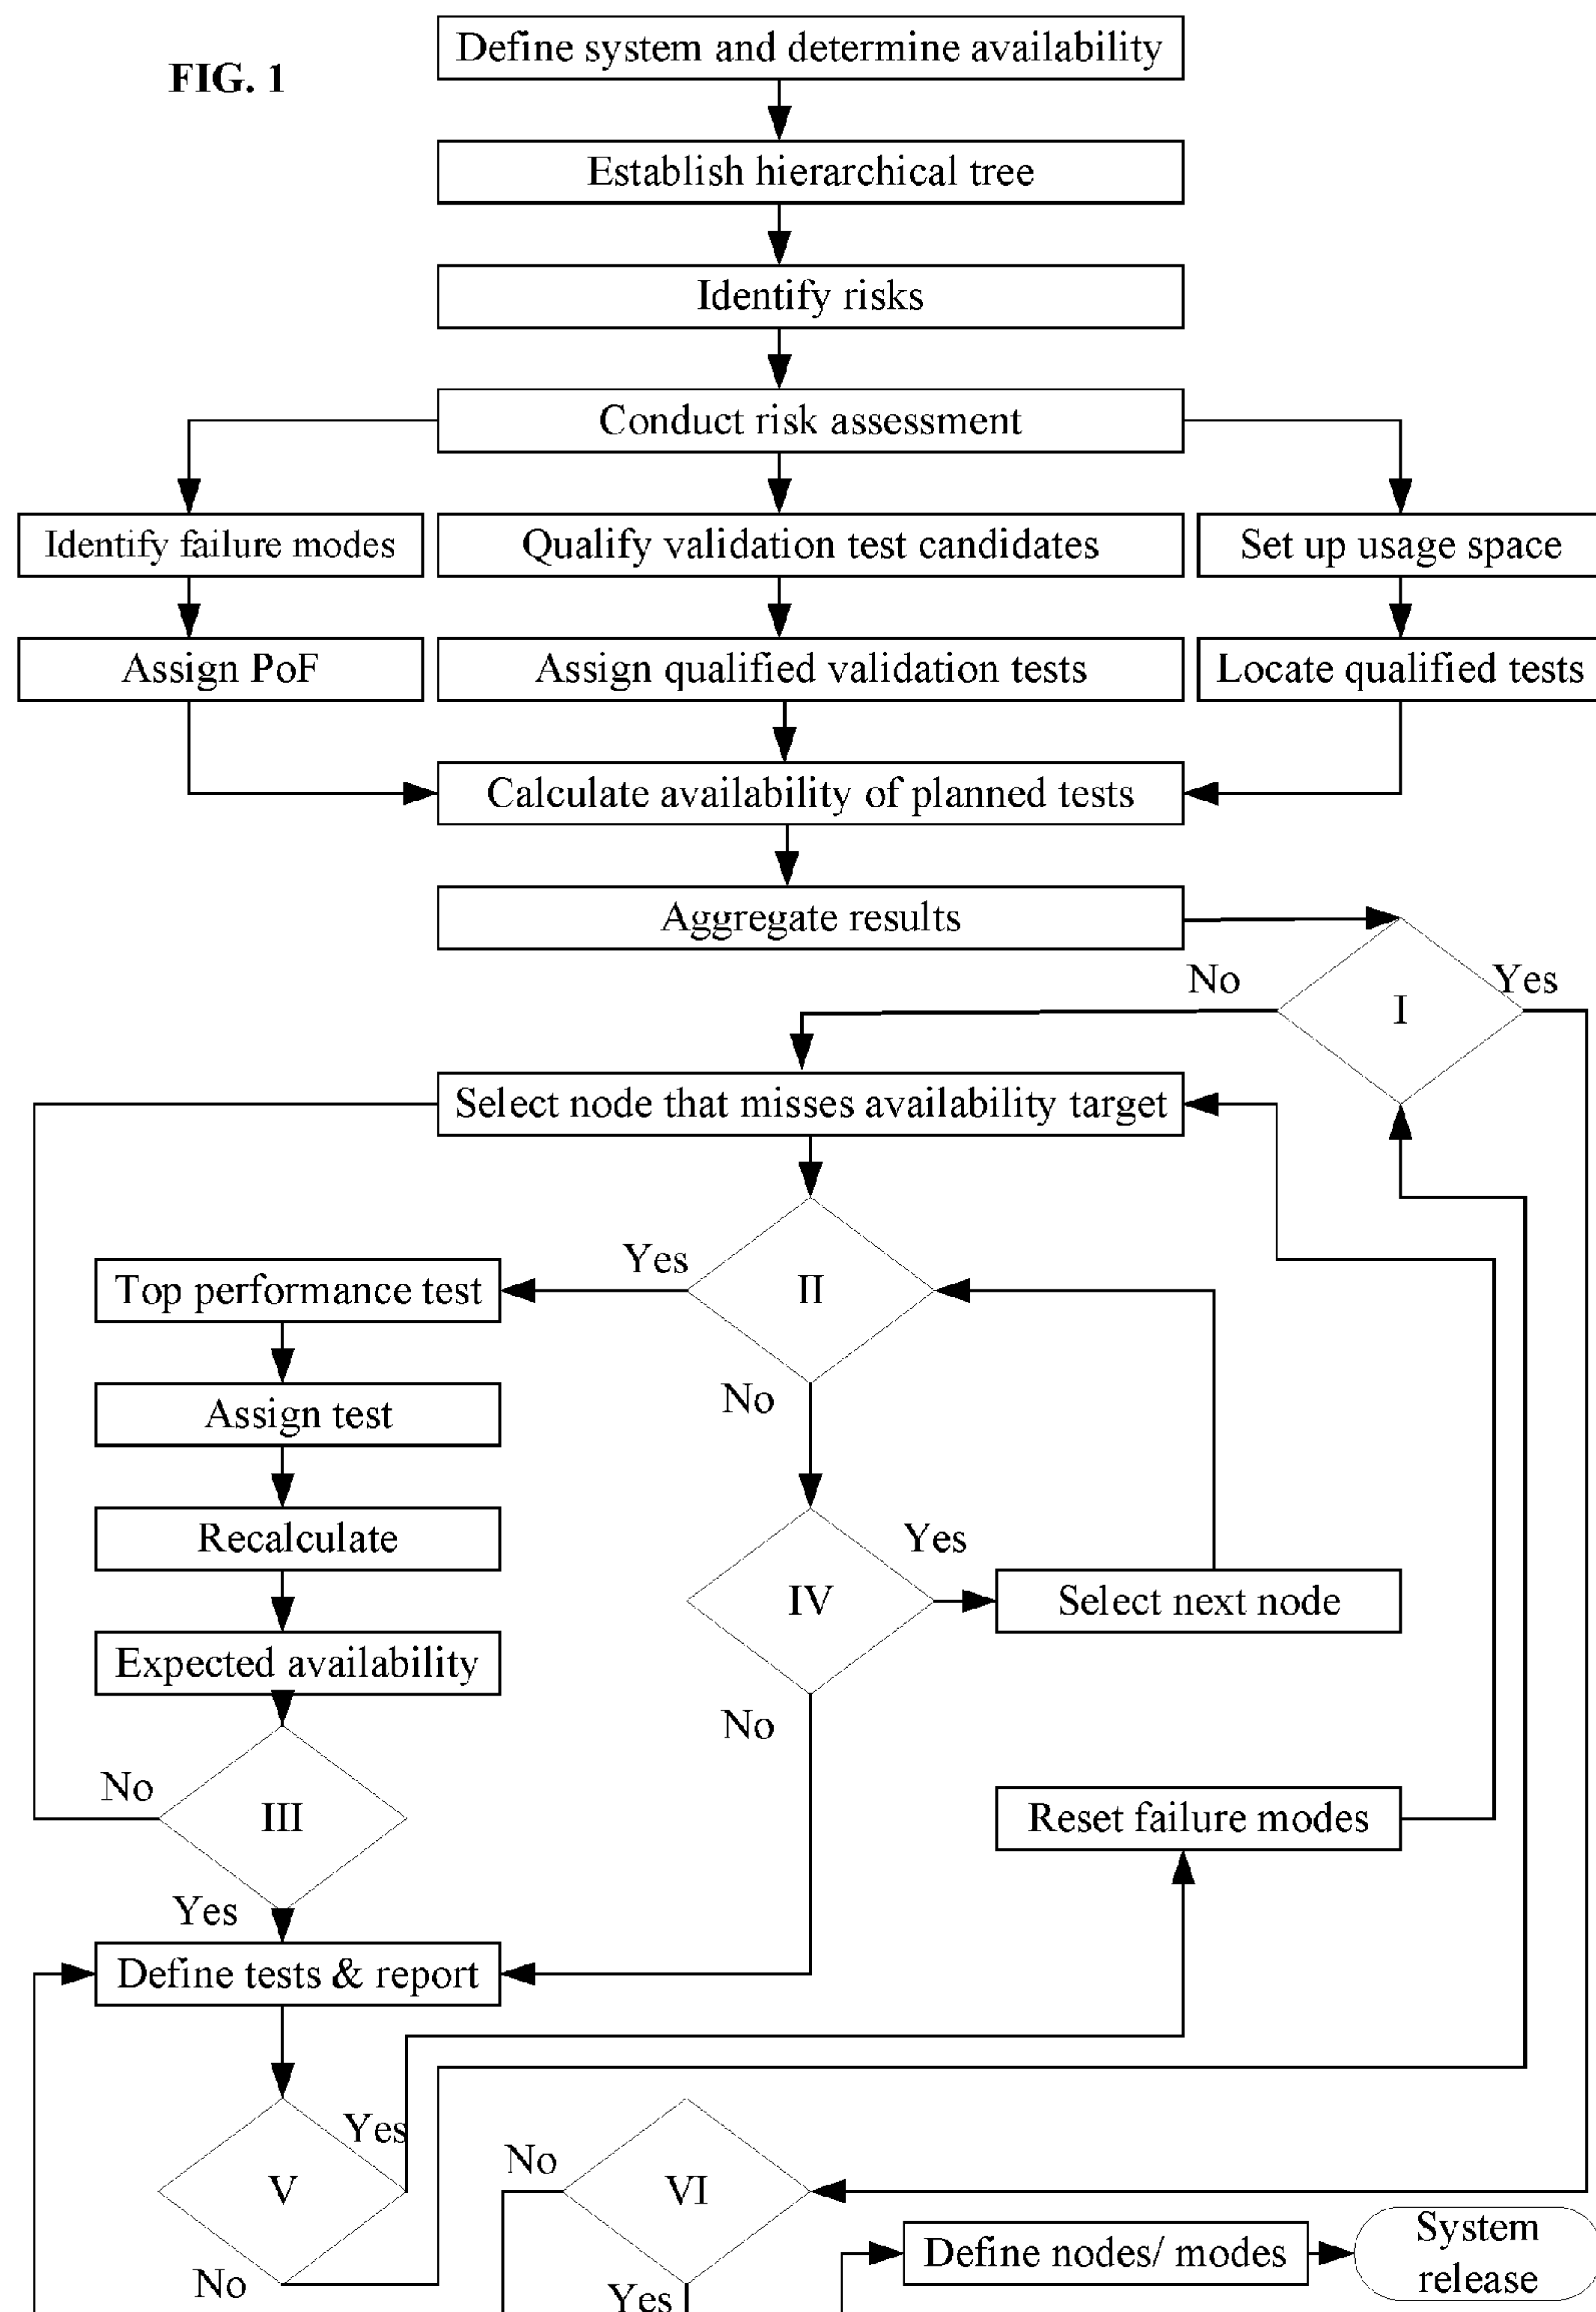 FIG. 1
Define system and determine availability
Establish hierarchical tree
Identify risks
Conduct risk assessment
Identify failure modes
Qualify validation test candidates
Set up usage space
Assign PoF
Assign qualified validation tests
Locate qualified tests
Calculate availability of planned tests
Aggregate results
No
Yes
I
Select node that misses availability target
Yes
II
Top performance test
No
Assign test
Recalculate
Yes
IV
Select next node
Expected availability
No
No
III
Reset failure modes
Yes
Define tests & report
Yes
No
V
VI
System
release
Define nodes/ modes
No
Yes